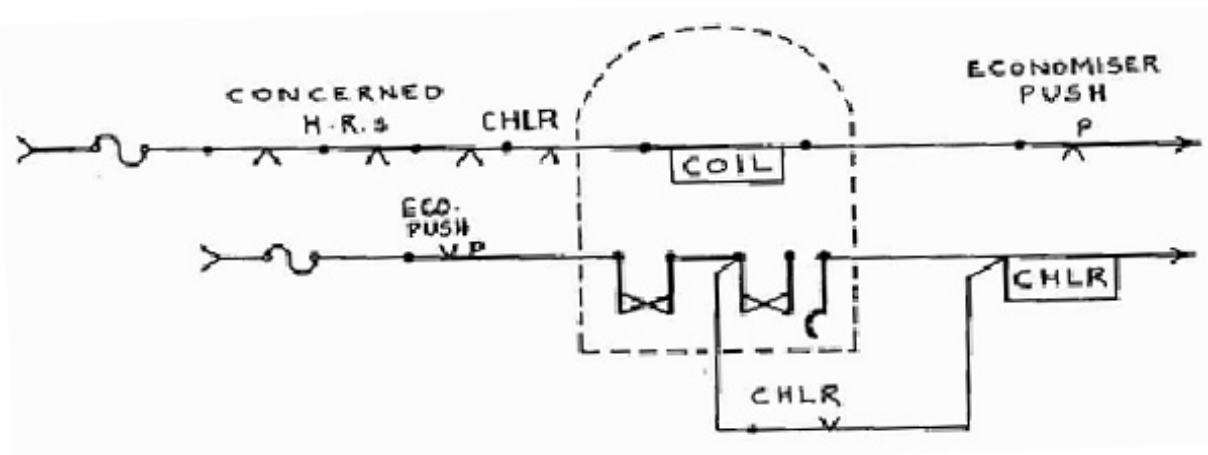 CONCERNED
H.R.s
CHLR
ECONOMISER
PUSH
P
COIL
ECO.
PUSH
P
CHLR
CHLR